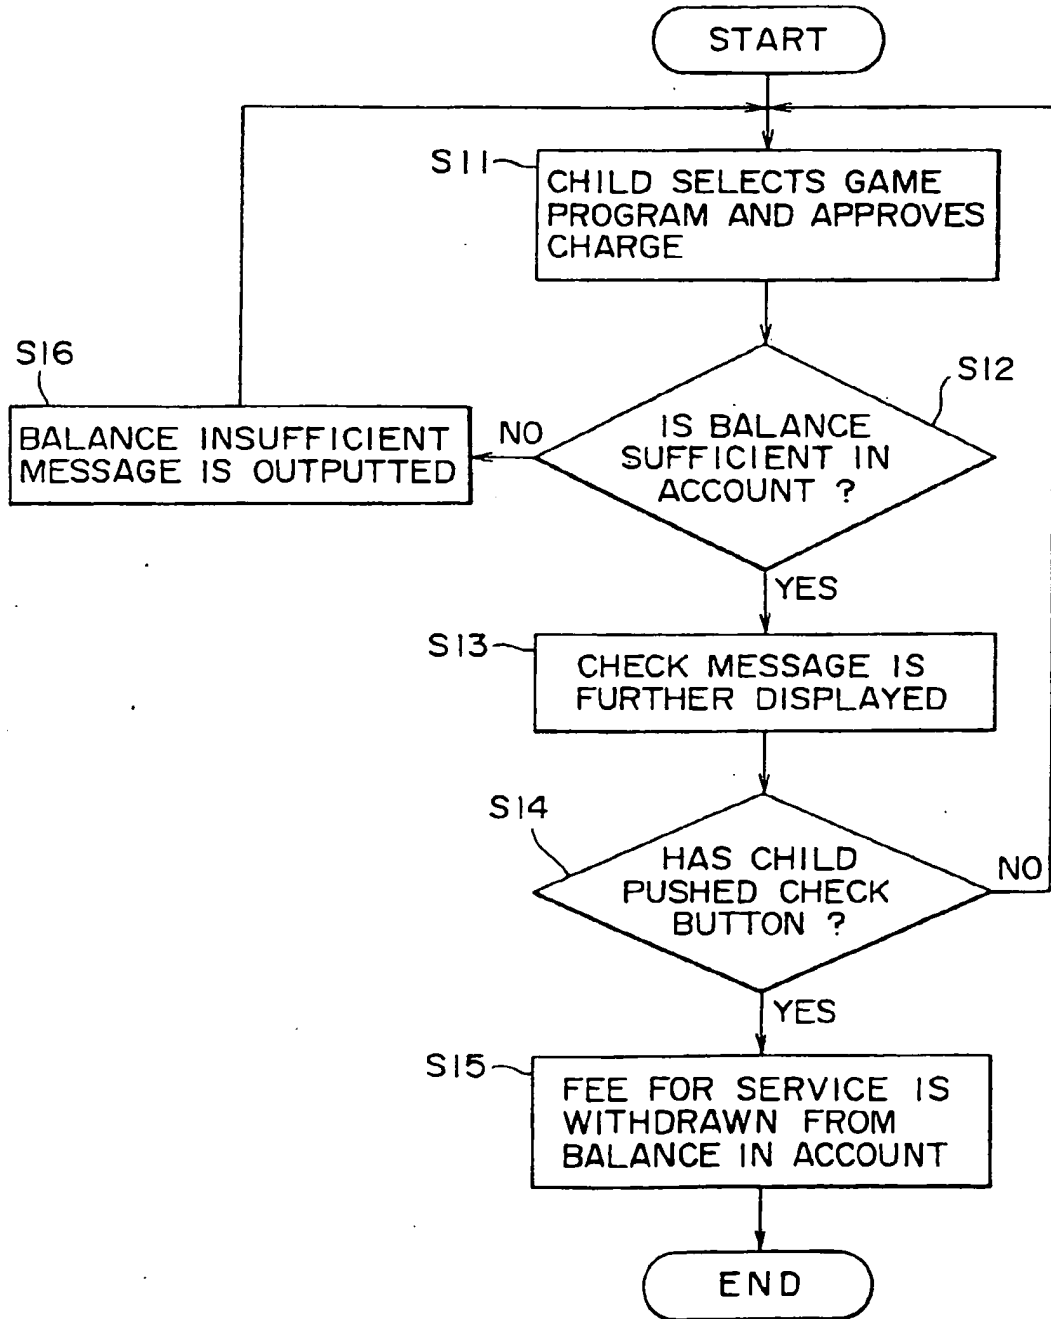 START
S11
CHILD SELECTS GAME
PROGRAM AND APPROVES
CHARGE
S16
BALANCE INSUFFICIENT
MESSAGE IS OUTPUTTED
NO
S12
IS BALANCE
SUFFICIENT IN
ACCOUNT ?
YES
S13
CHECK MESSAGE IS
FURTHER DISPLAYED
S14
HAS CHILD
PUSHED CHECK
BUTTON ?
NO
YES
S15
FEE FOR SERVICE IS
WITHDRAWN FROM
BALANCE IN ACCOUNT
END